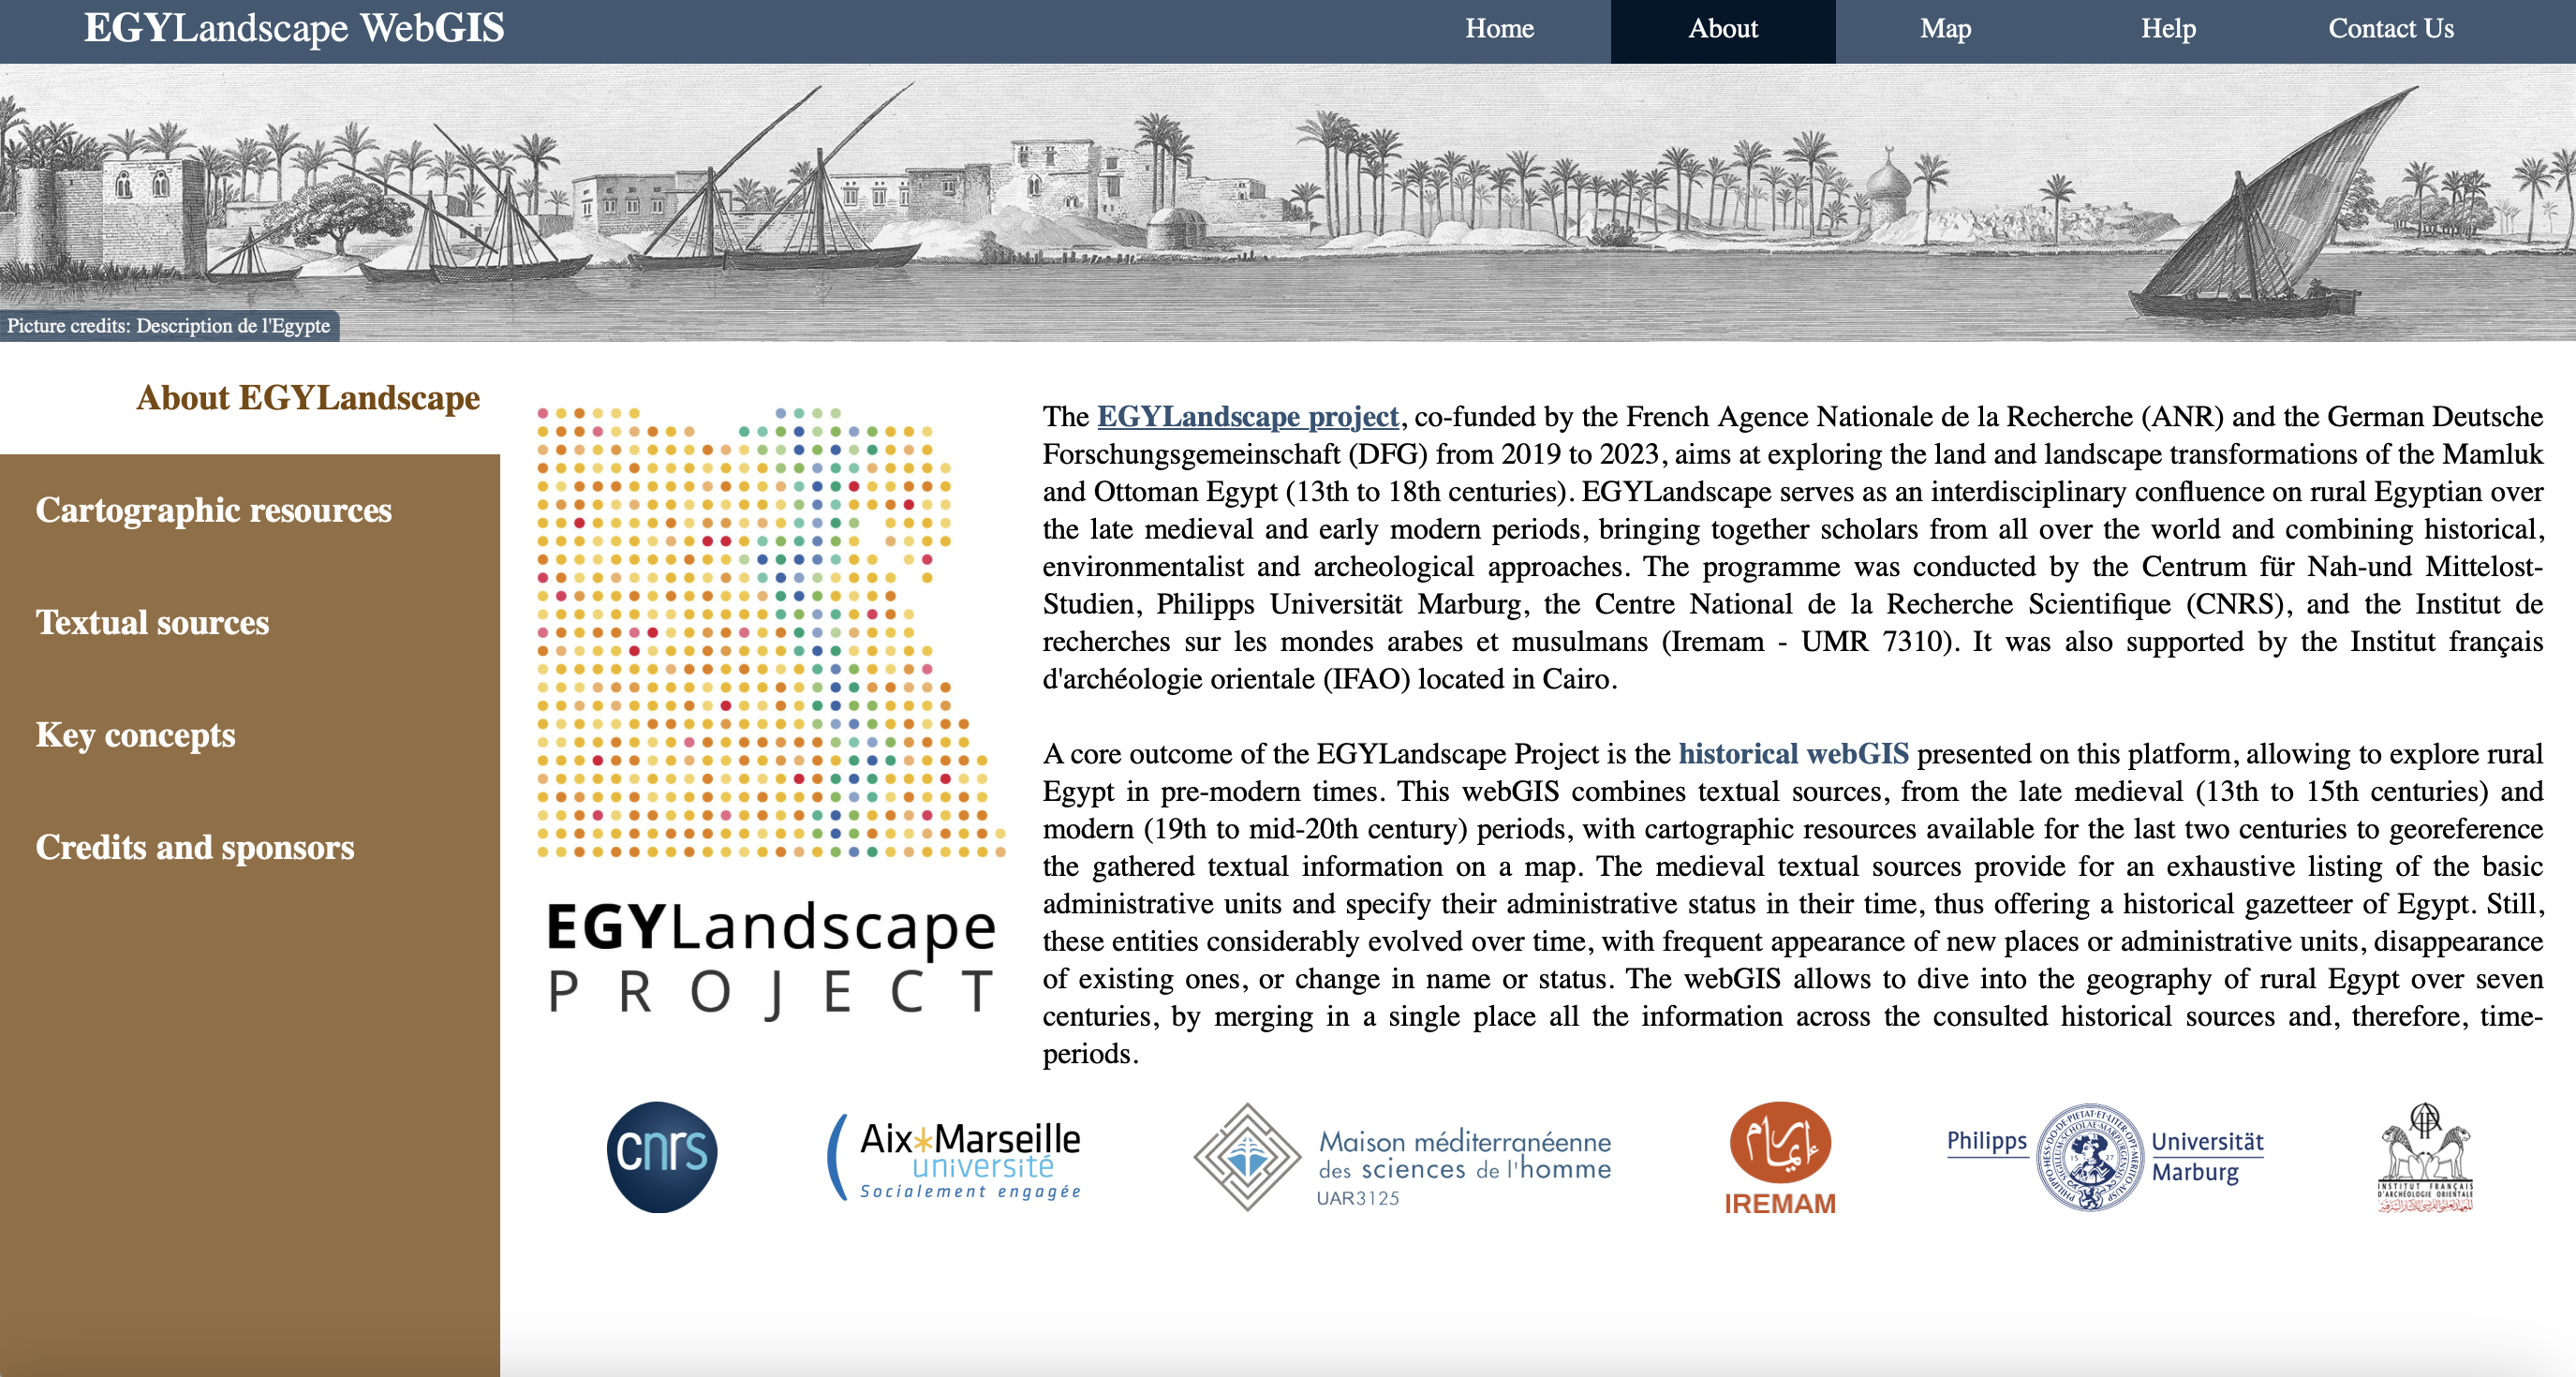 EGYLandscape WebGIS
Home
About
Map
Help
Contact Us
Picture credits: Description de l'Egypte
About EGYLandscape
Cartographic resources
Textual sources
Key concepts
Credits and sponsors
EGYLandscape
PROJECT
The EGYLandscape project, co-funded by the French Agence Nationale de la Recherche (ANR) and the German Deutsche
Forschungsgemeinschaft (DFG) from 2019 to 2023, aims at exploring the land and landscape transformations of the Mamluk
and Ottoman Egypt (13th to 18th centuries). EGYLandscape serves as an interdisciplinary confluence on rural Egyptian over
the late medieval and early modern periods, bringing together scholars from all over the world and combining historical,
environmentalist and archeological approaches. The programme was conducted by the Centrum für Nah-und Mittelost-
Studien, Philipps Universität Marburg, the Centre National de la Recherche Scientifique (CNRS), and the Institut de
recherches sur les mondes arabes et musulmans (Iremam - UMR 7310). It was also supported by the Institut français
d'archéologie orientale (IFAO) located in Cairo.
A core outcome of the EGYLandscape Project is the historical webGIS presented on this platform, allowing to explore rural
Egypt in pre-modern times. This webGIS combines textual sources, from the late medieval (13th to 15th centuries) and
modern (19th to mid-20th century) periods, with cartographic resources available for the last two centuries to georeference
the gathered textual information on a map. The medieval textual sources provide for an exhaustive listing of the basic
administrative units and specify their administrative status in their time, thus offering a historical gazetteer of Egypt. Still,
these entities considerably evolved over time, with frequent appearance of new places or administrative units, disappearance
of existing ones, or change in name or status. The webGIS allows to dive into the geography of rural Egypt over seven
centuries, by merging in a single place all the information across the consulted historical sources and, therefore, time-
periods.
cnrs
Aix*Marseille
université
Socialement engagée
Maison méditerranéenne
des sciences de l'homme
UAR3125
إريمام
IREMAM
Philipps
Universität
Marburg
INSTITUT FRANÇAIS
D'ARCHÉOLOGIE ORIENTALE